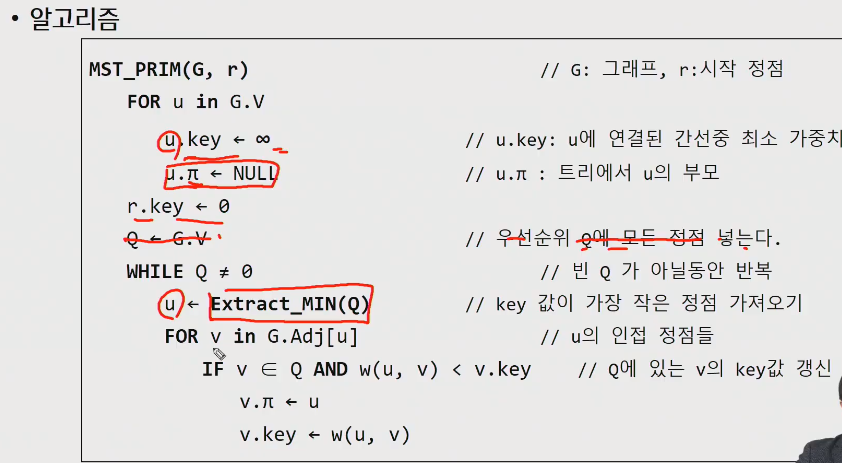 • 알고리즘
MST_PRIM(G, r) // G: 그래프, r:시작 정점
FOR u in G.V
u.key ← ∞ // u.key: u에 연결된 간선중 최소 가중치
u.π ← NULL // u.π : 트리에서 u의 부모
r.key ← 0
Q ← G.V // 우선순위 Q에 모든 정점 넣는다.
WHILE Q ≠ 0 // 빈 Q 가 아닐동안 반복
u ← Extract_MIN(Q) // key 값이 가장 작은 정점 가져오기
FOR v in G.Adj[u] // u의 인접 정점들
IF v ∈ Q AND w(u, v) < v.key // Q에 있는 v의 key값 갱신
v.π ← u
v.key ← w(u, v)